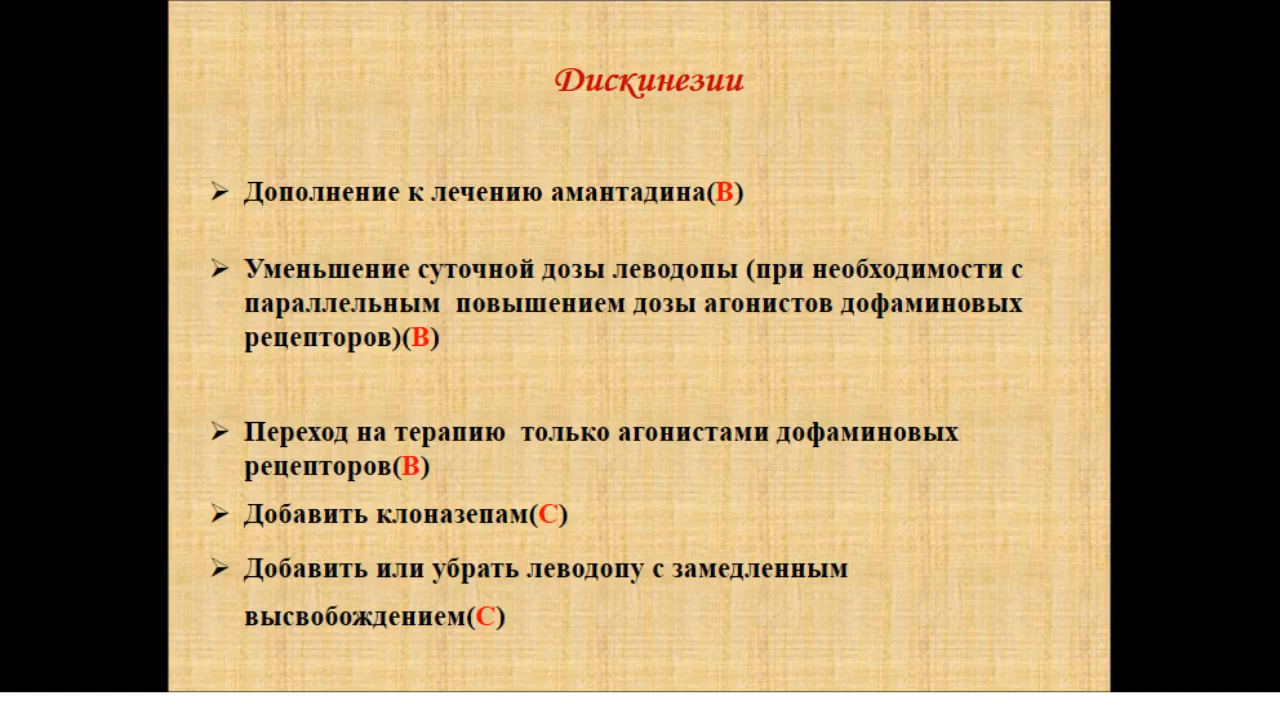 Дискинезии
Дополнение к лечению амантадина(В)
Уменьшение суточной дозы леводопы (при необходимости с
параллельным повышением дозы агонистов дофаминовых
рецепторов)(В)
Переход на терапию только агонистами дофаминовых
рецепторов(В)
Добавить клоназепам(С)
Добавить или убрать леводопу с замедленным
высвобождением(С)